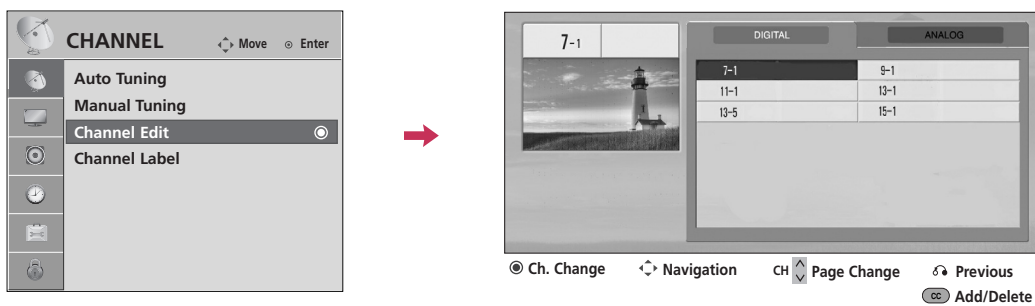 CHANNEL Move Enter
Auto Tuning
Manual Tuning
Channel Edit
Channel Label
7-1
DIGITAL ANALOG
7-1 9-1
11-1 13-1
13-5 15-1
Ch. Change Navigation CH Page Change Previous
CC Add/Delete